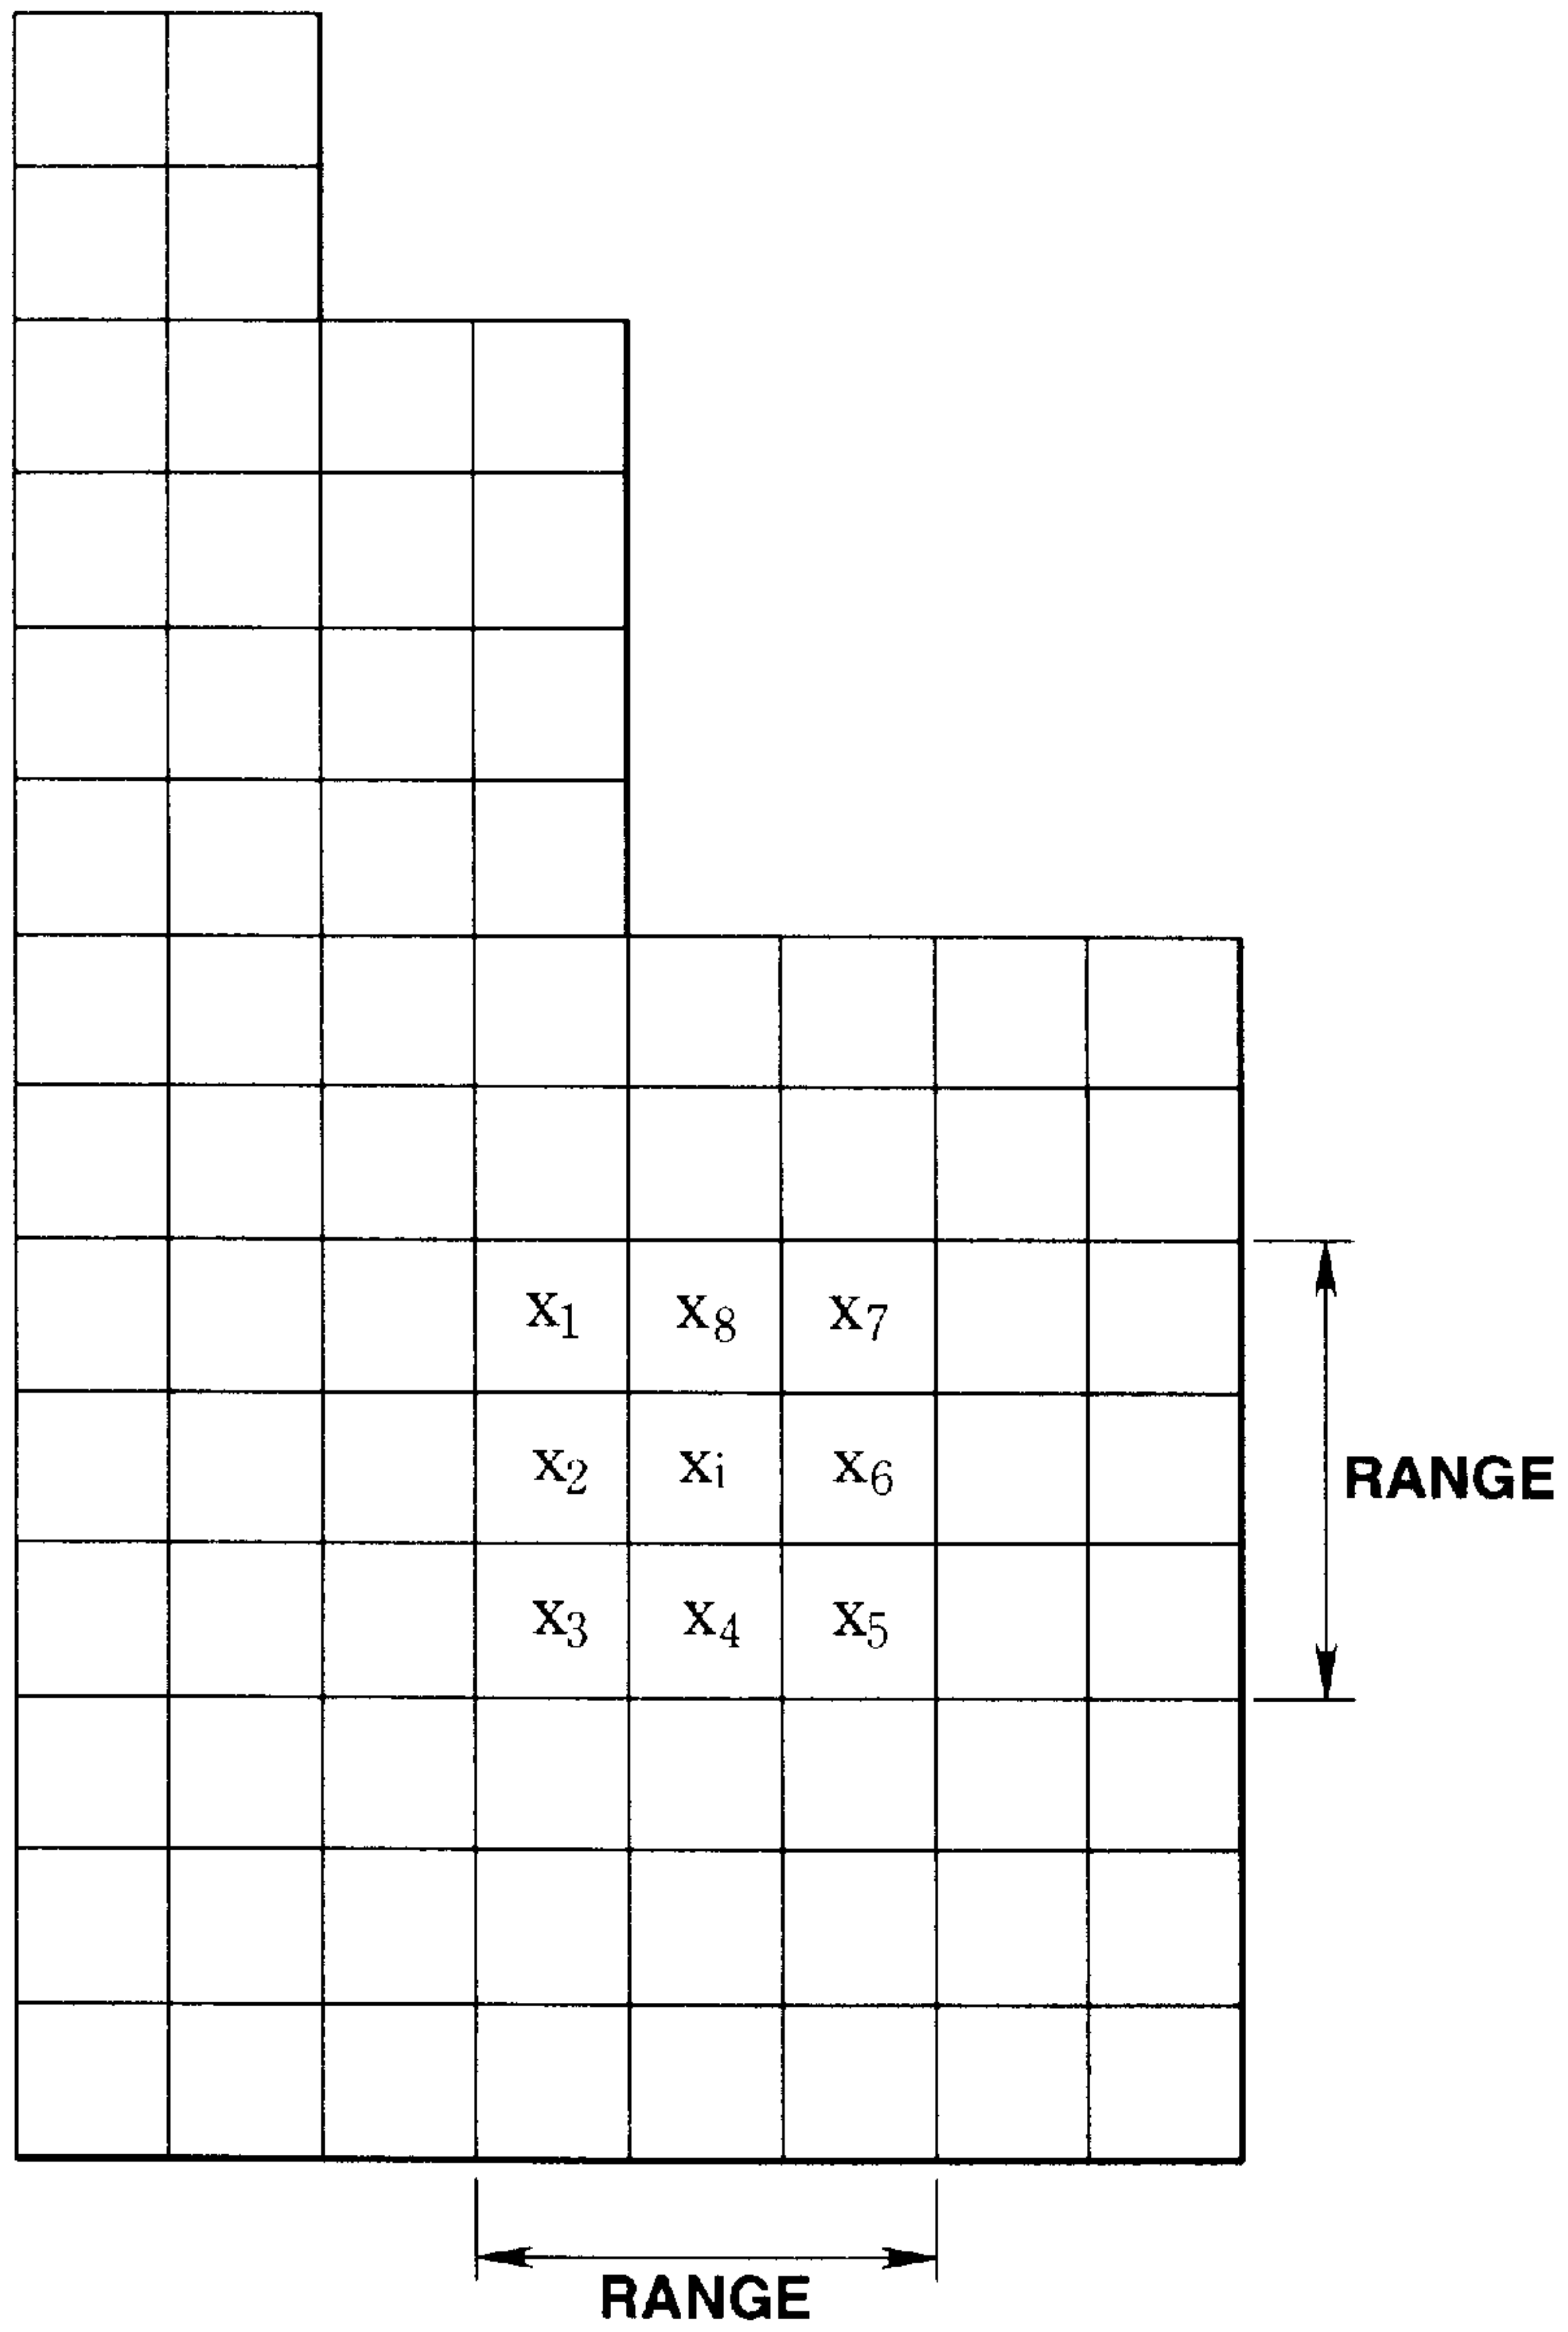 x₁ x₈ x₇
x₂ xi x₆
RANGE
x₃ x₄ x₅
RANGE